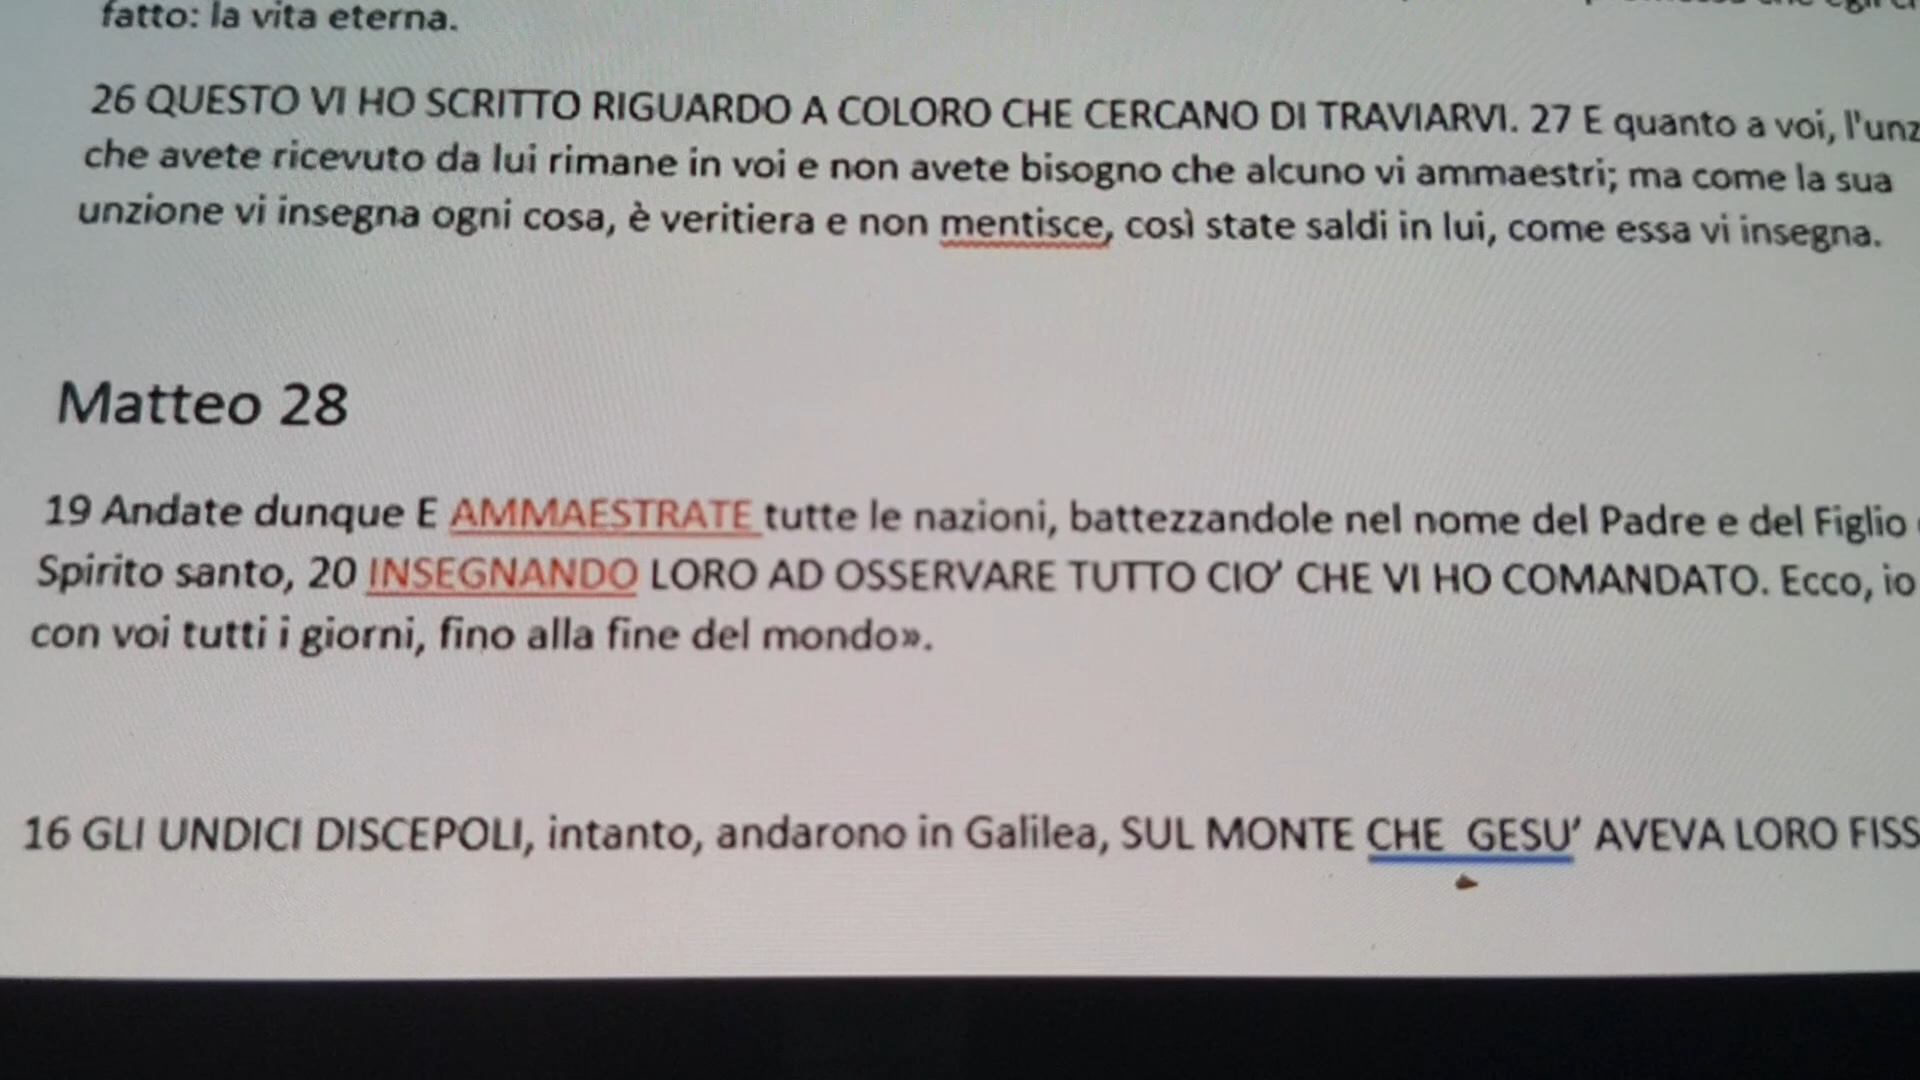 fatto: la vita eterna.
26 QUESTO VI HO SCRITTO RIGUARDO A COLORO CHE CERCANO DI TRAVIARVI. 27 E quanto a voi, l'unz
che avete ricevuto da lui rimane in voi e non avete bisogno che alcuno vi ammaestri; ma come la sua
unzione vi insegna ogni cosa, è veritiera e non mentisce, così state saldi in lui, come essa vi insegna.
Matteo 28
19 Andate dunque E AMMAESTRATE tutte le nazioni, battezzandole nel nome del Padre e del Figlio
Spirito santo, 20 INSEGNANDO LORO AD OSSERVARE TUTTO CIO’ CHE VI HO COMANDATO. Ecco, io
con voi tutti i giorni, fino alla fine del mondo».
16 GLI UNDICI DISCEPOLI, intanto, andarono in Galilea, SUL MONTE CHE  GESU’ AVEVA LORO FISS